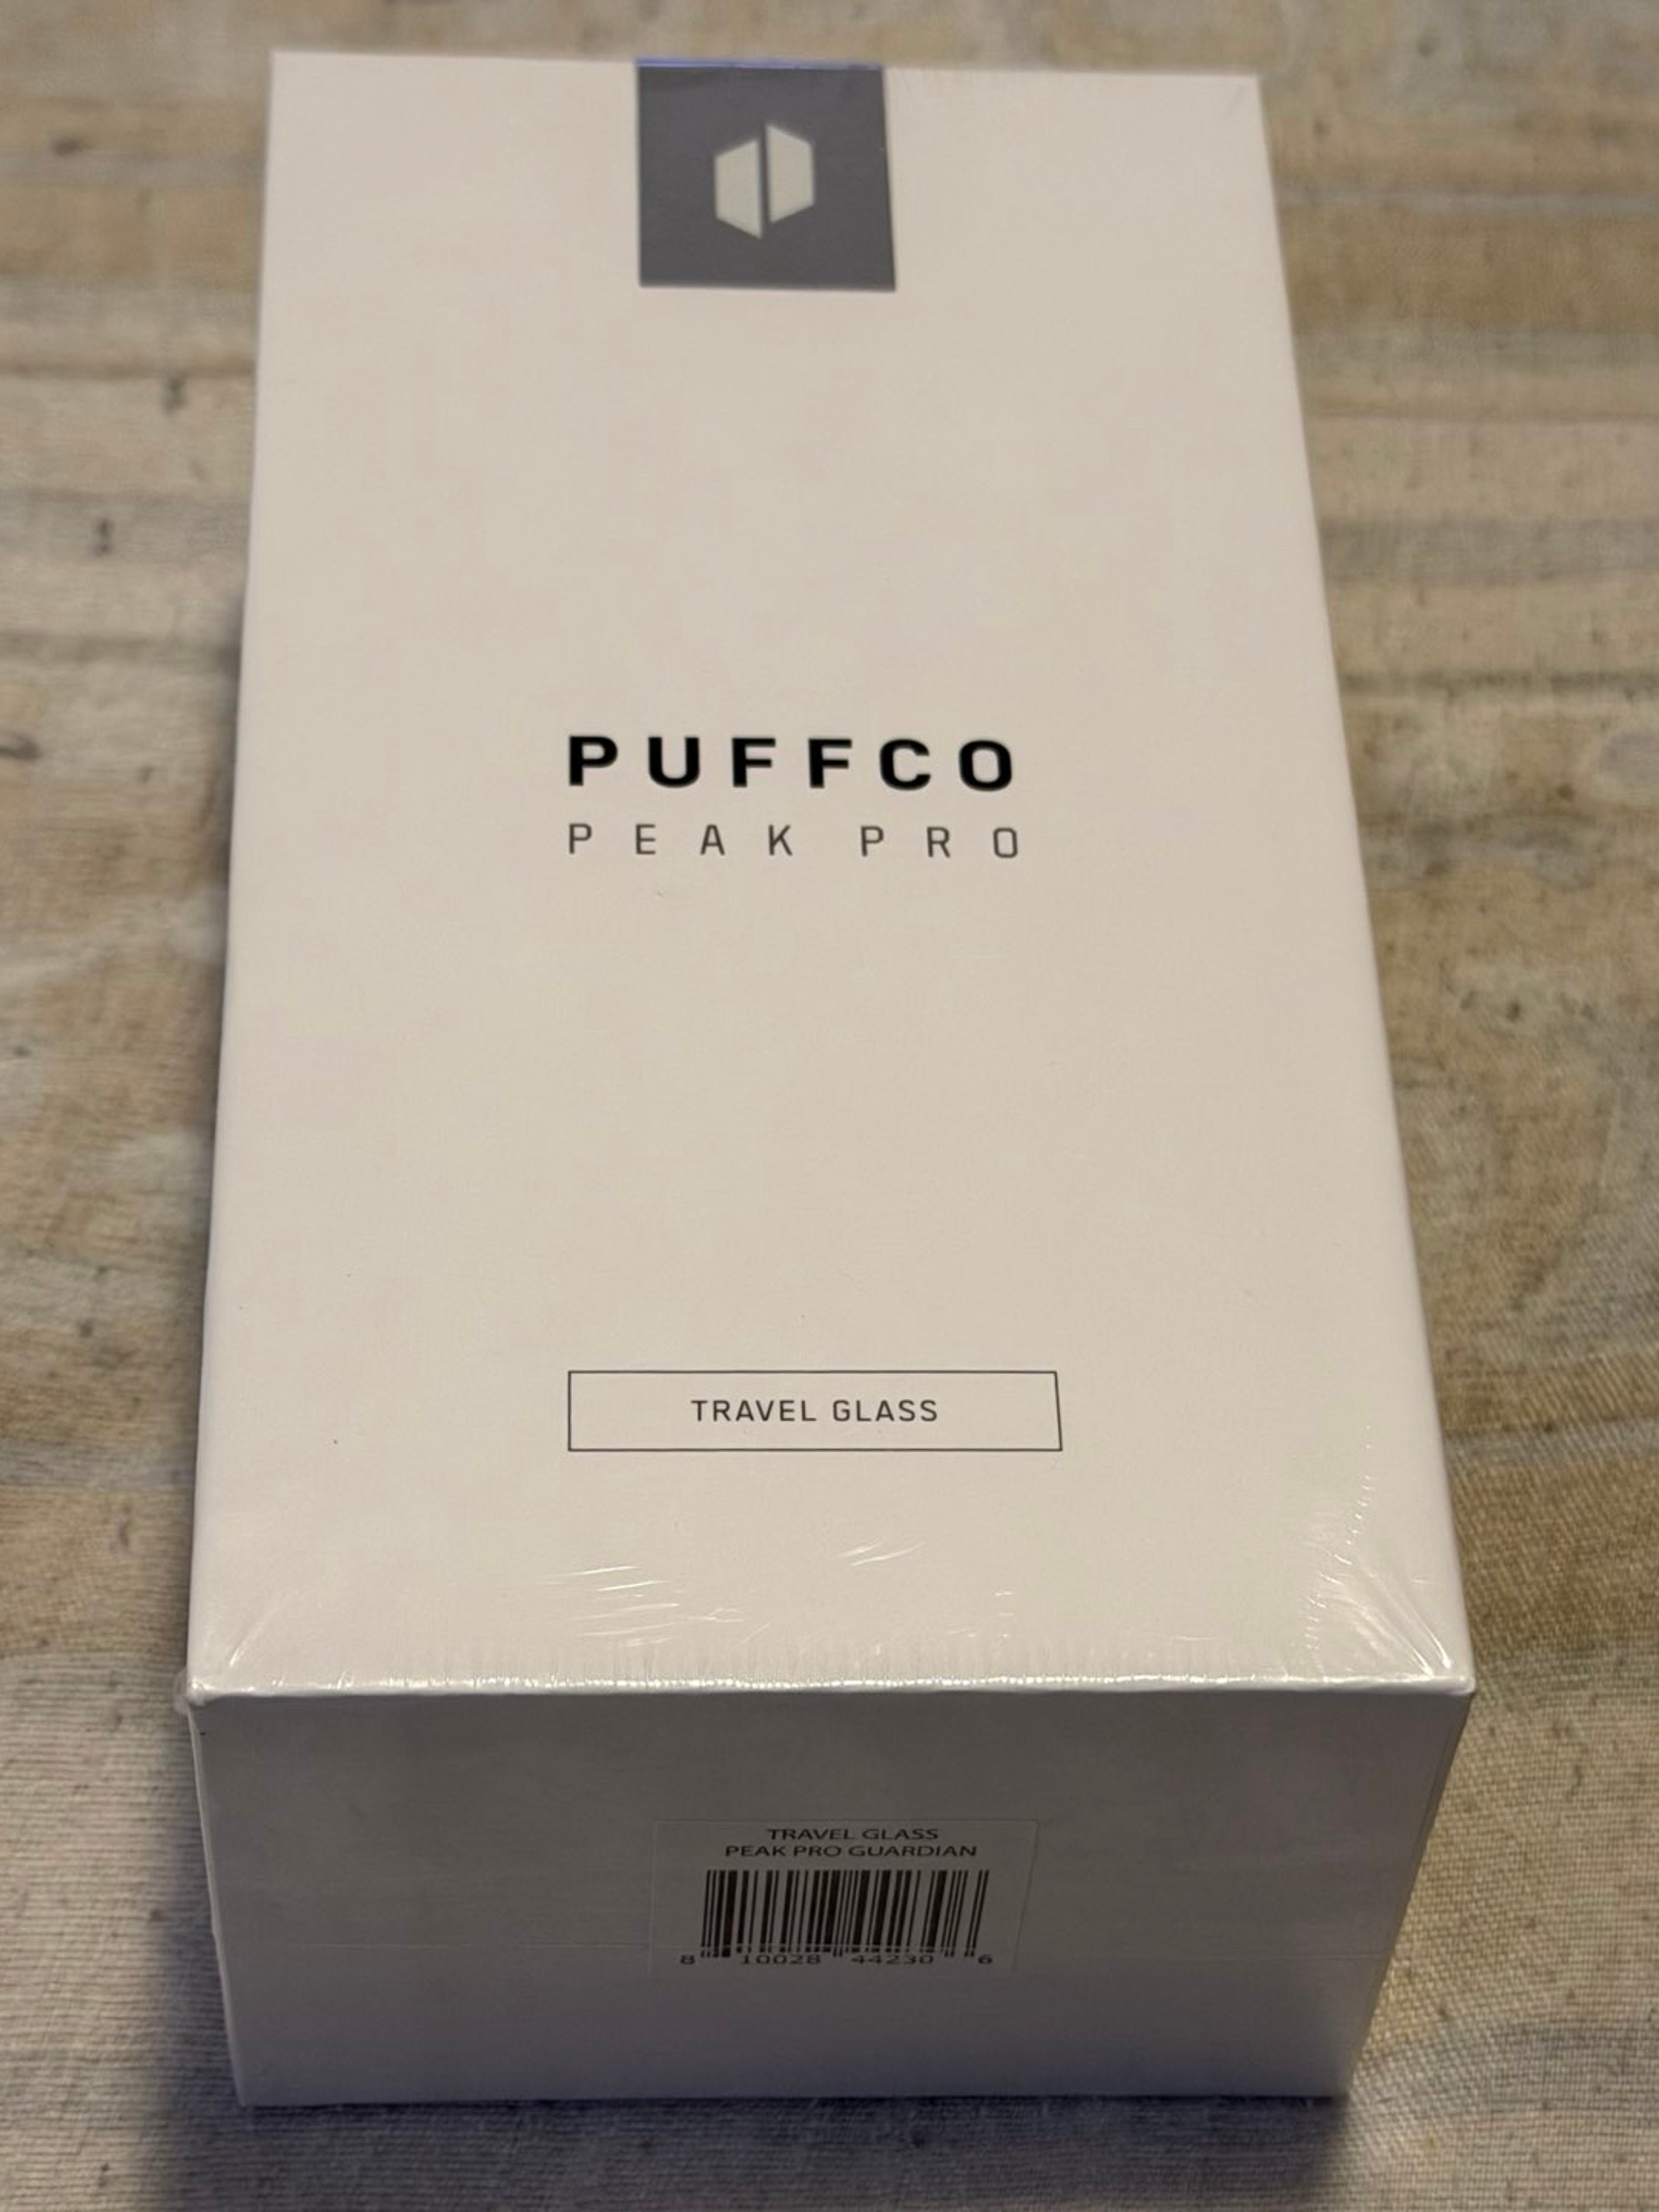 PUFFCO
PEAK PRO
TRAVEL GLASS
TRAVEL GLASS
PEAK PRO GUARDIAN
8 10028 44230 6